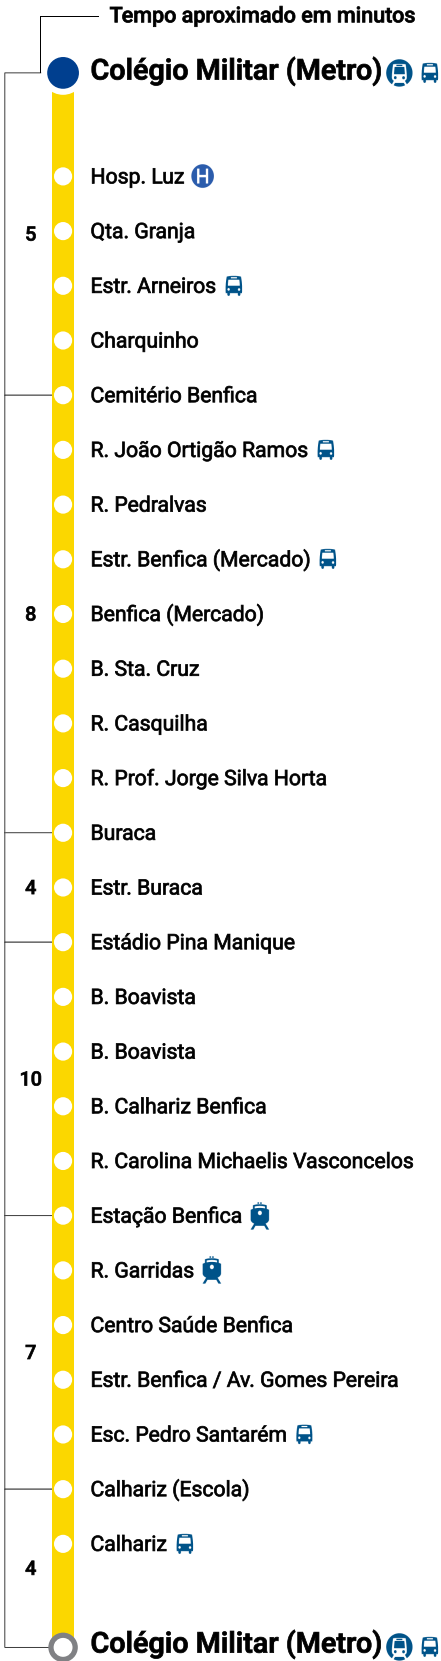 Tempo aproximado em minutos
Colégio Militar (Metro)
Hosp. Luz H
5 Qta. Granja
Estr. Arneiros
Charquinho
Cemitério Benfica
R. João Ortigão Ramos
R. Pedralvas
Estr. Benfica (Mercado)
8 Benfica (Mercado)
B. Sta. Cruz
R. Casquilha
R. Prof. Jorge Silva Horta
Buraca
4 Estr. Buraca
Estádio Pina Manique
B. Boavista
B. Boavista
10
B. Calhariz Benfica
R. Carolina Michaelis Vasconcelos
Estação Benfica
R. Garridas
Centro Saúde Benfica
7
Estr. Benfica / Av. Gomes Pereira
Esc. Pedro Santarém
Calhariz (Escola)
Calhariz
4
Colégio Militar (Metro)